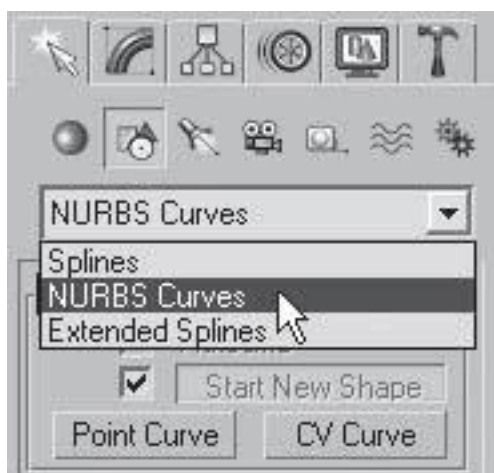 NURBS Curves
Splines
NURBS Curves
Extended Splines
Start New Shape
Point Curve CV Curve